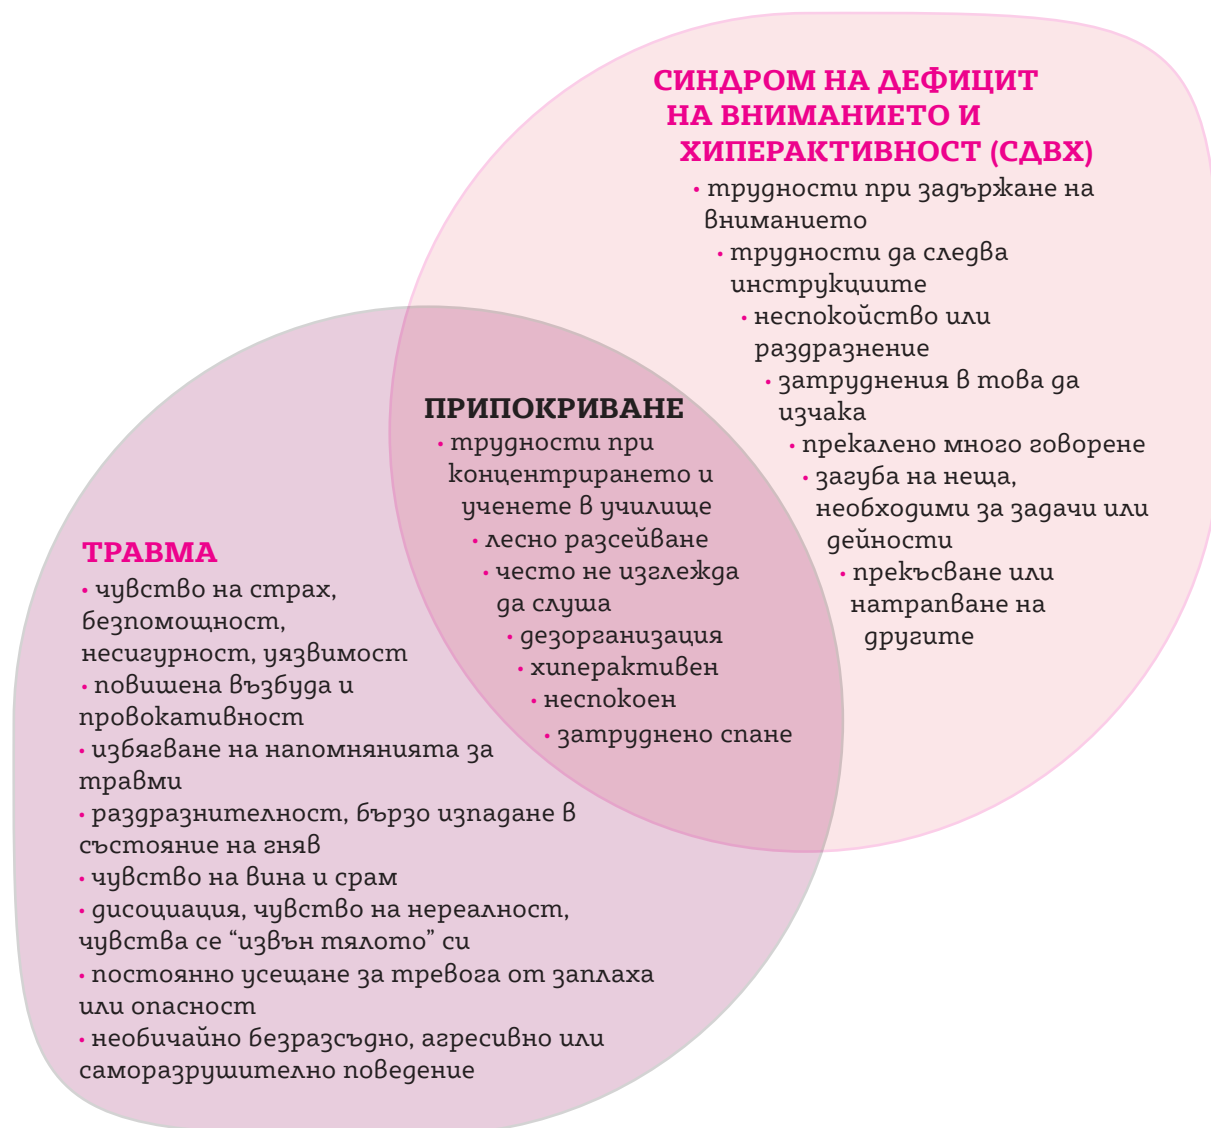 СИНДРОМ НА ДЕФИЦИТ
НА ВНИМАНИЕТО И
ХИПЕРАКТИВНОСТ (СДВХ)
• трудности при задържане на
вниманието
• трудности да следва
инструкциите
• неспокойство или
раздразнение
• затруднения в това да
изчака
• прекалено много говорене
• загуба на неща,
необходими за задачи или
дейности
• прекъсване или
натрапване на
другите
ПРИПОКРИВАНЕ
• трудности при
концентрирането и
ученете в училище
• лесно разсейване
• често не изглежда
да слуша
• дезорганизация
• хиперактивен
• неспокоен
• затруднено спане
ТРАВМА
• чувство на страх,
безпомощност,
несигурност, уязвимост
• повишена възбуда и
провокативност
• избягване на напомнянията за
травми
• раздразнителност, бързо изпадане в
състояние на гняв
• чувство на вина и срам
• дисоциация, чувство на нереалност,
чувства се “извън тялото” си
• постоянно усещане за тревога от заплаха
или опасност
• необичайно безразсъдно, агресивно или
саморазрушително поведение